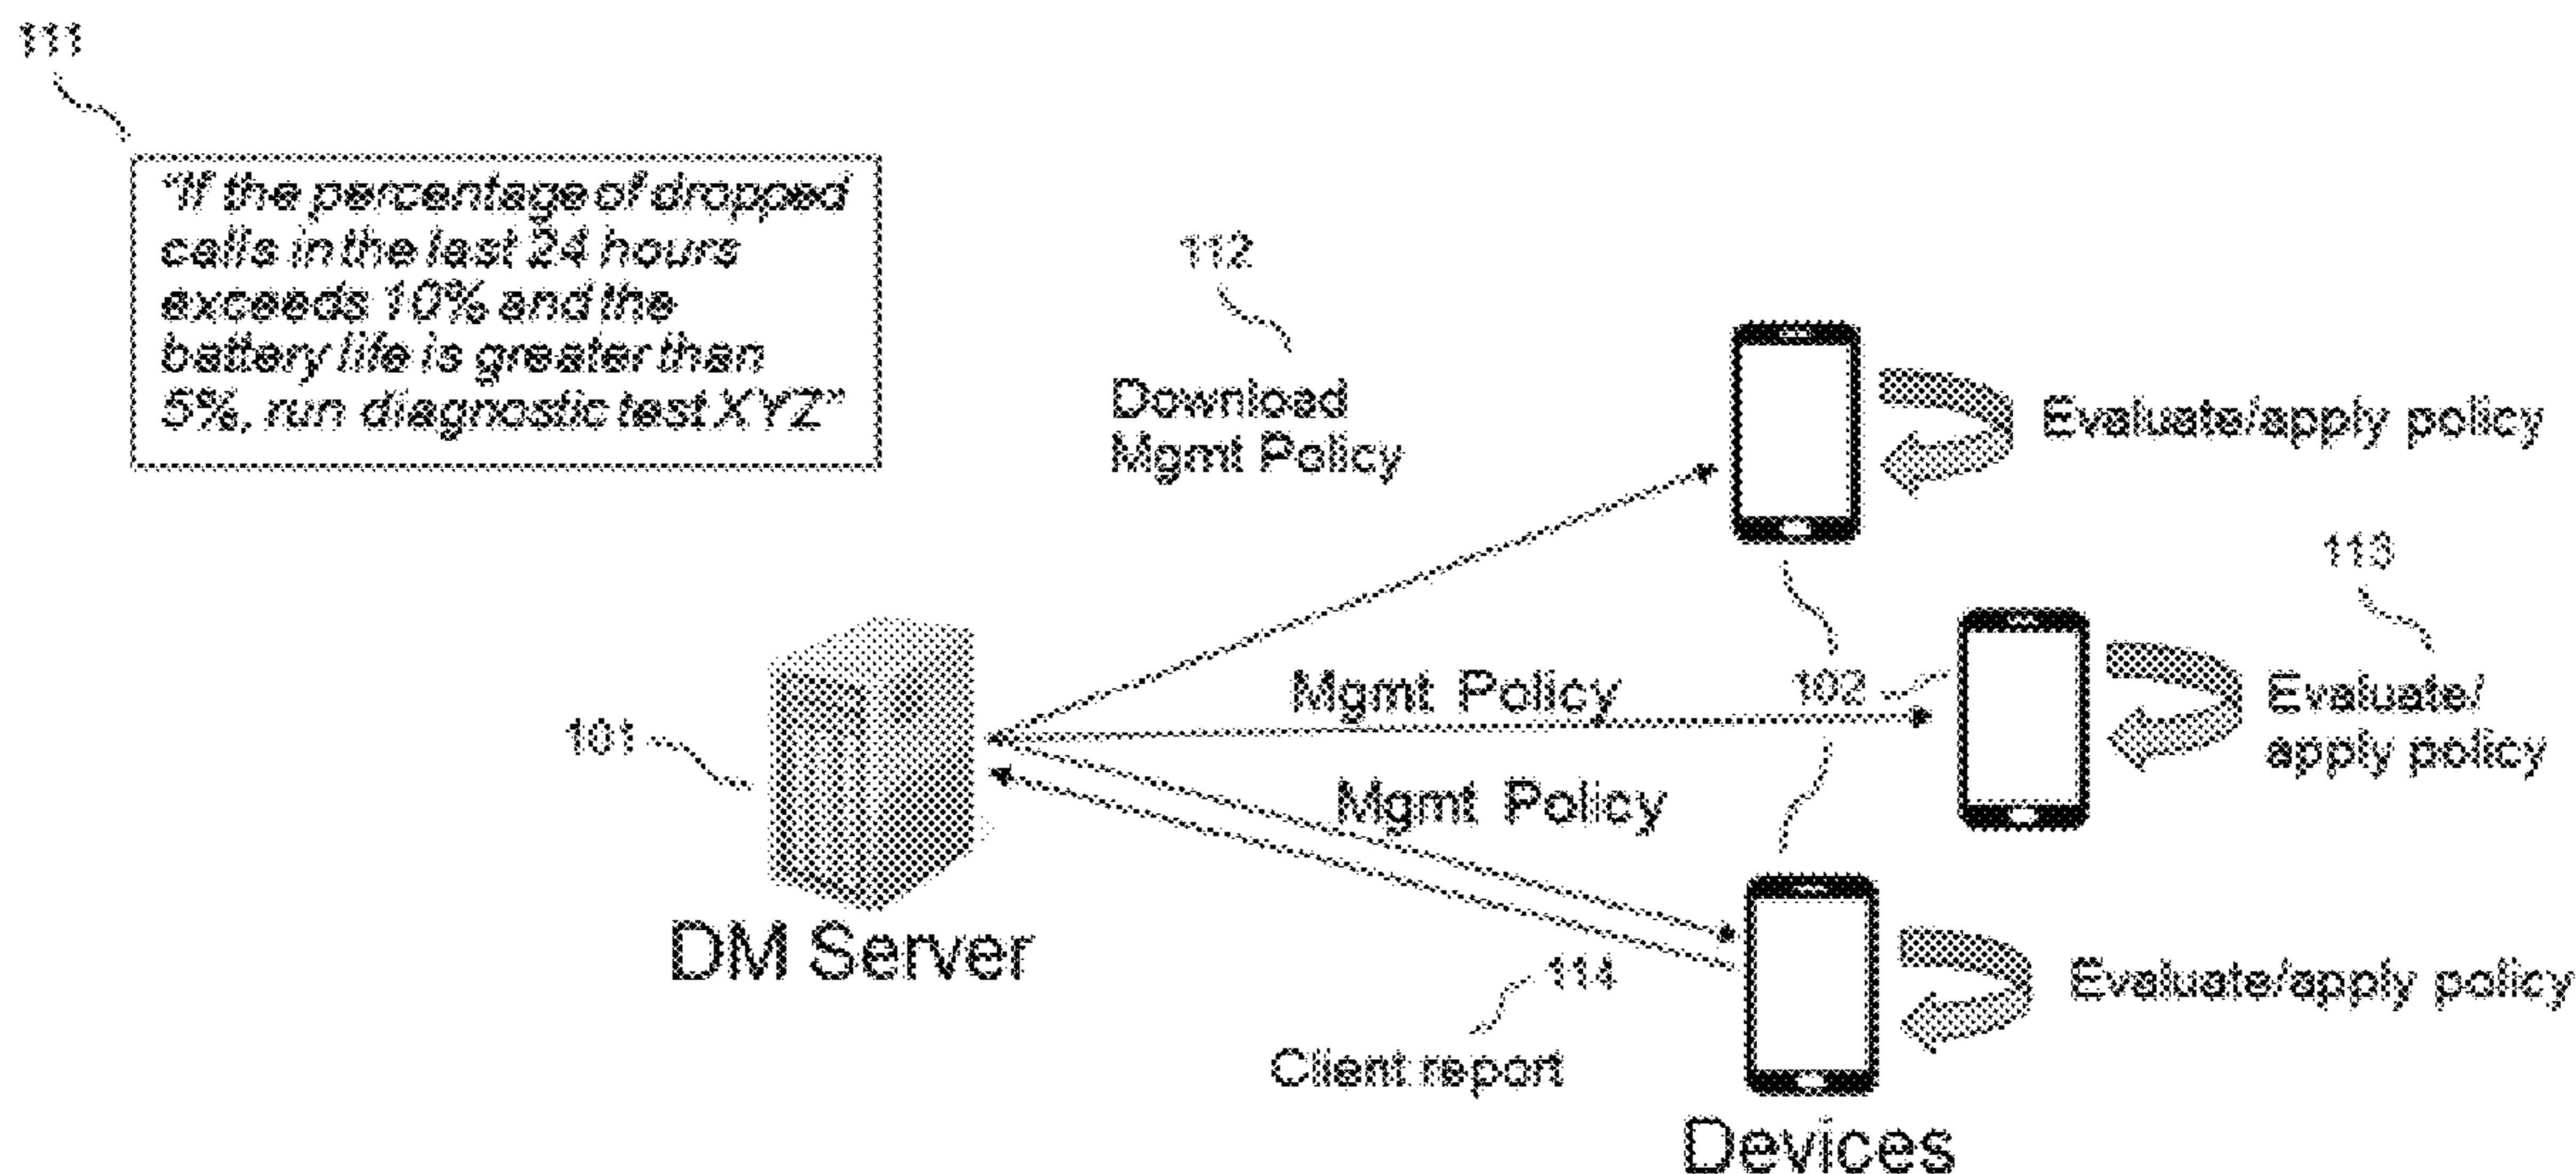 111
“If the percentage of dropped
calls in the last 24 hours
exceeds 10% and the
battery life is greater than
5%, run diagnostic test XYZ”
112
Download
Mgmt Policy
Evaluate/apply policy
113
Mgmt Policy
102
Evaluate/
apply policy
101
Mgmt Policy
DM Server
114
Evaluate/apply policy
Client report
Devices